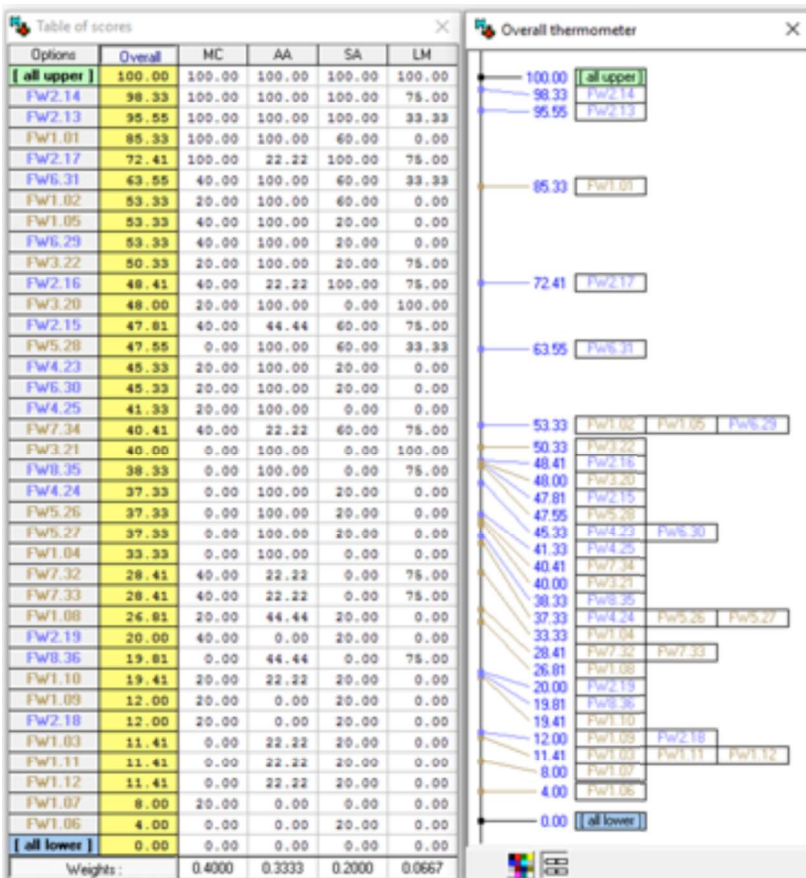 Table of scores
Options Overall MC AA SA LM
[ all upper ] 100.00 100.00 100.00 100.00 100.00
FW2.14 98.33 100.00 100.00 100.00 75.00
FW2.13 95.55 100.00 100.00 100.00 33.33
FW1.01 85.33 100.00 100.00 60.00 0.00
FW2.17 72.41 100.00 22.22 100.00 75.00
FW6.31 63.55 40.00 100.00 60.00 33.33
FW1.02 53.33 20.00 100.00 60.00 0.00
FW1.05 53.33 40.00 100.00 20.00 0.00
FW6.29 53.33 40.00 100.00 20.00 0.00
FW3.22 50.33 20.00 100.00 20.00 75.00
FW2.16 48.41 40.00 22.22 100.00 75.00
FW3.20 48.00 20.00 100.00 0.00 100.00
FW2.15 47.81 40.00 44.44 60.00 75.00
FW5.28 47.55 0.00 100.00 60.00 33.33
FW4.23 45.33 20.00 100.00 20.00 0.00
FW6.30 45.33 20.00 100.00 20.00 0.00
FW4.25 41.33 20.00 100.00 0.00 0.00
FW7.34 40.41 40.00 22.22 60.00 75.00
FW3.21 40.00 0.00 100.00 0.00 100.00
FW8.35 38.33 0.00 100.00 0.00 75.00
FW4.24 37.33 0.00 100.00 20.00 0.00
FW5.26 37.33 0.00 100.00 20.00 0.00
FW5.27 37.33 0.00 100.00 20.00 0.00
FW1.04 33.33 0.00 100.00 0.00 0.00
FW7.32 28.41 40.00 22.22 0.00 75.00
FW7.33 28.41 40.00 22.22 0.00 75.00
FW1.08 26.81 20.00 44.44 20.00 0.00
FW2.19 20.00 40.00 0.00 20.00 0.00
FW8.36 19.81 0.00 44.44 0.00 75.00
FW1.10 19.41 20.00 22.22 20.00 0.00
FW1.09 12.00 20.00 0.00 20.00 0.00
FW2.18 12.00 20.00 0.00 20.00 0.00
FW1.03 11.41 0.00 22.22 20.00 0.00
FW1.11 11.41 0.00 22.22 20.00 0.00
FW1.12 11.41 0.00 22.22 20.00 0.00
FW1.07 8.00 20.00 0.00 0.00 0.00
FW1.06 4.00 0.00 0.00 20.00 0.00
[ all lower ] 0.00 0.00 0.00 0.00 0.00
Weights : 0.4000 0.3333 0.2000 0.0667
Overall thermometer
100.00 [ all upper ]
98.33 FW2.14
95.55 FW2.13
85.33 FW1.01
72.41 FW2.17
63.55 FW6.31
53.33 FW1.02 FW1.05 FW6.29
50.33 FW3.22
48.41 FW2.16
48.00 FW3.20
47.81 FW2.15
47.55 FW5.28
45.33 FW4.23 FW6.30
41.33 FW4.25
40.41 FW7.34
40.00 FW3.21
38.33 FW8.35
37.33 FW4.24 FW5.26 FW5.27
33.33 FW1.04
28.41 FW7.32 FW7.33
26.81 FW1.08
20.00 FW2.19
19.81 FW8.36
19.41 FW1.10
12.00 FW1.09 FW2.18
11.41 FW1.03 FW1.11 FW1.12
8.00 FW1.07
4.00 FW1.06
0.00 [ all lower ]